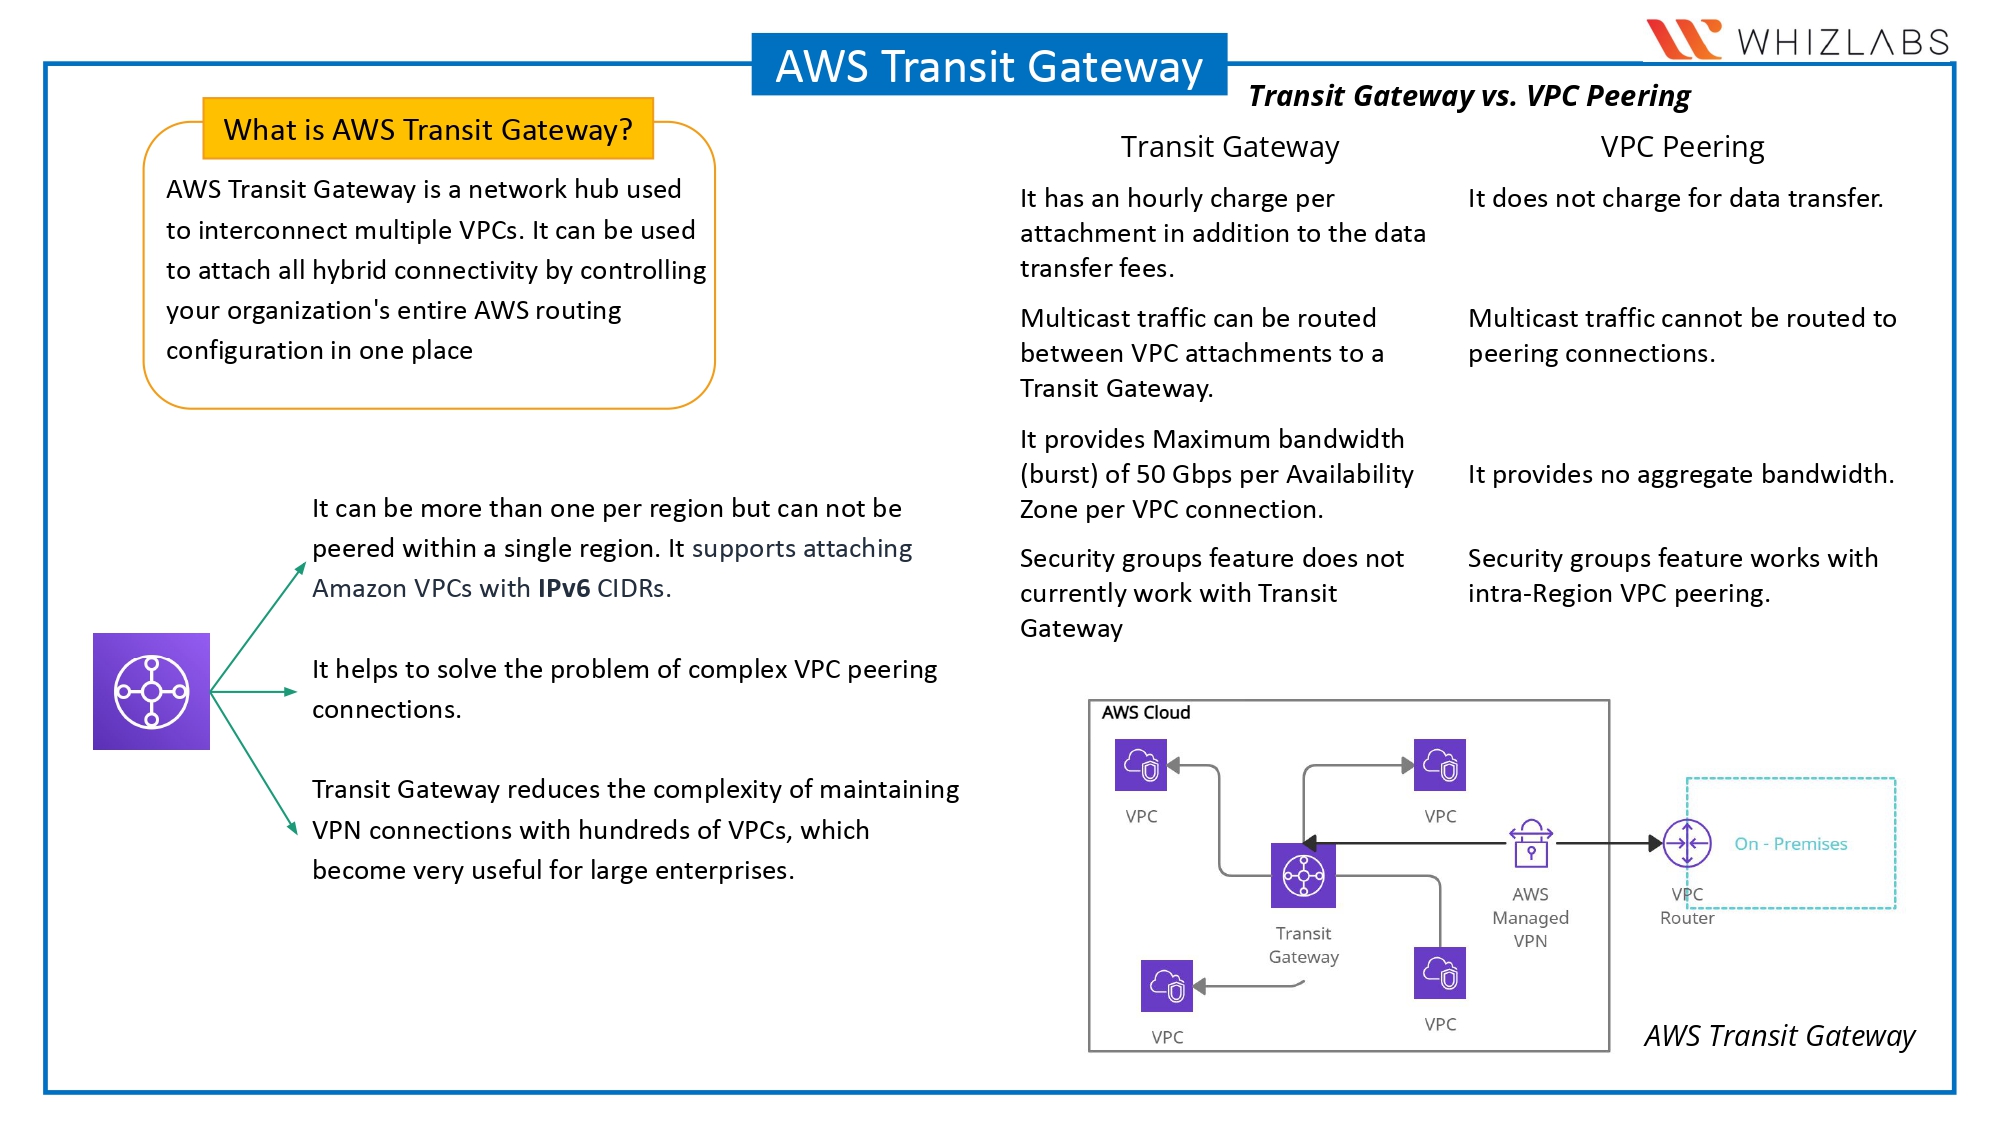 WHIZLABS
AWS Transit Gateway
What is AWS Transit Gateway?
AWS Transit Gateway is a network hub used
to interconnect multiple VPCs. It can be used
to attach all hybrid connectivity by controlling
your organization's entire AWS routing
configuration in one place
It can be more than one per region but can not be
peered within a single region. It supports attaching
Amazon VPCs with IPv6 CIDRs.
It helps to solve the problem of complex VPC peering
connections.
Transit Gateway reduces the complexity of maintaining
VPN connections with hundreds of VPCs, which
become very useful for large enterprises.
Transit Gateway vs. VPC Peering
Transit Gateway
VPC Peering
It has an hourly charge per
attachment in addition to the data
transfer fees.
It does not charge for data transfer.
Multicast traffic can be routed
between VPC attachments to a
Transit Gateway.
Multicast traffic cannot be routed to
peering connections.
It provides Maximum bandwidth
(burst) of 50 Gbps per Availability
Zone per VPC connection.
It provides no aggregate bandwidth.
Security groups feature does not
currently work with Transit
Gateway
Security groups feature works with
intra-Region VPC peering.
AWS Cloud
VPC
VPC
On - Premises
AWS
Managed
VPN
VPC
Router
Transit
Gateway
VPC
VPC
AWS Transit Gateway